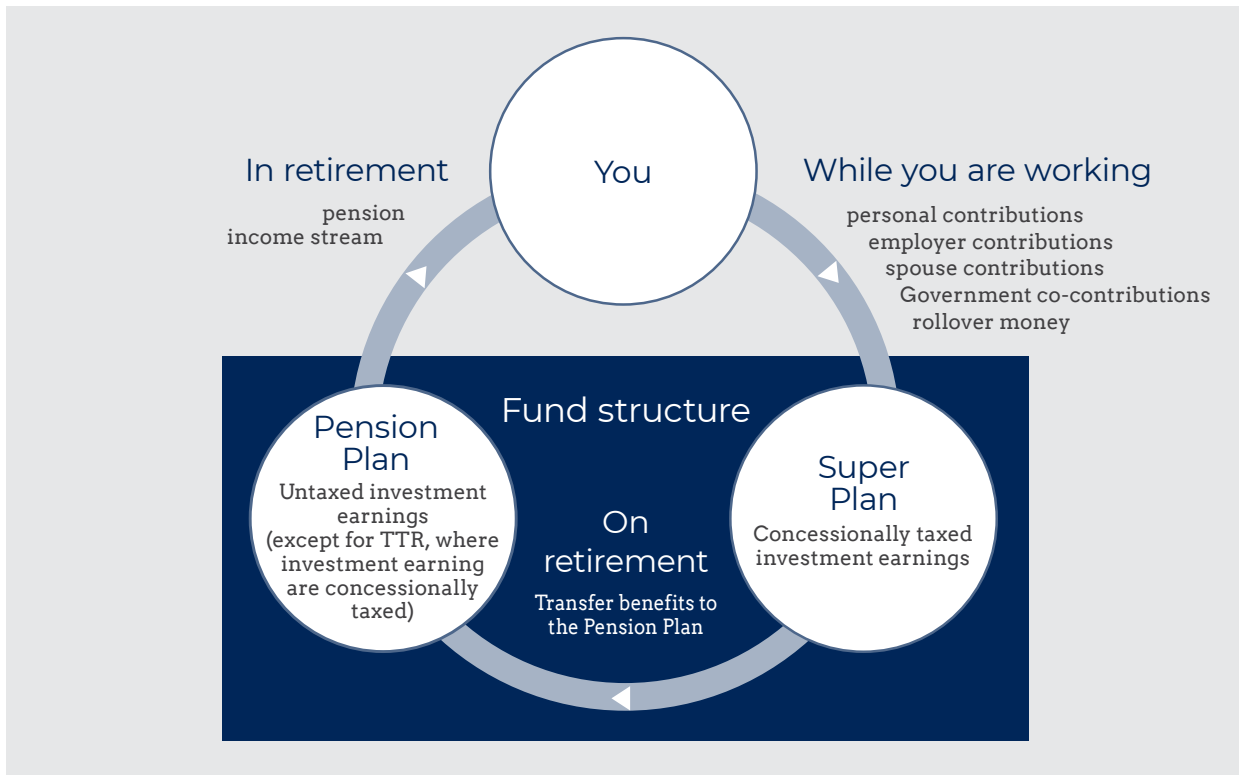 You
In retirement
pension
income stream
While you are working
personal contributions
employer contributions
spouse contributions
Government co-contributions
rollover money
Fund structure
Pension
Plan
Untaxed investment
earnings
(except for TTR, where
investment earning
are concessionally
taxed)
On
retirement
Transfer benefits to
the Pension Plan
Super
Plan
Concessionally taxed
investment earnings